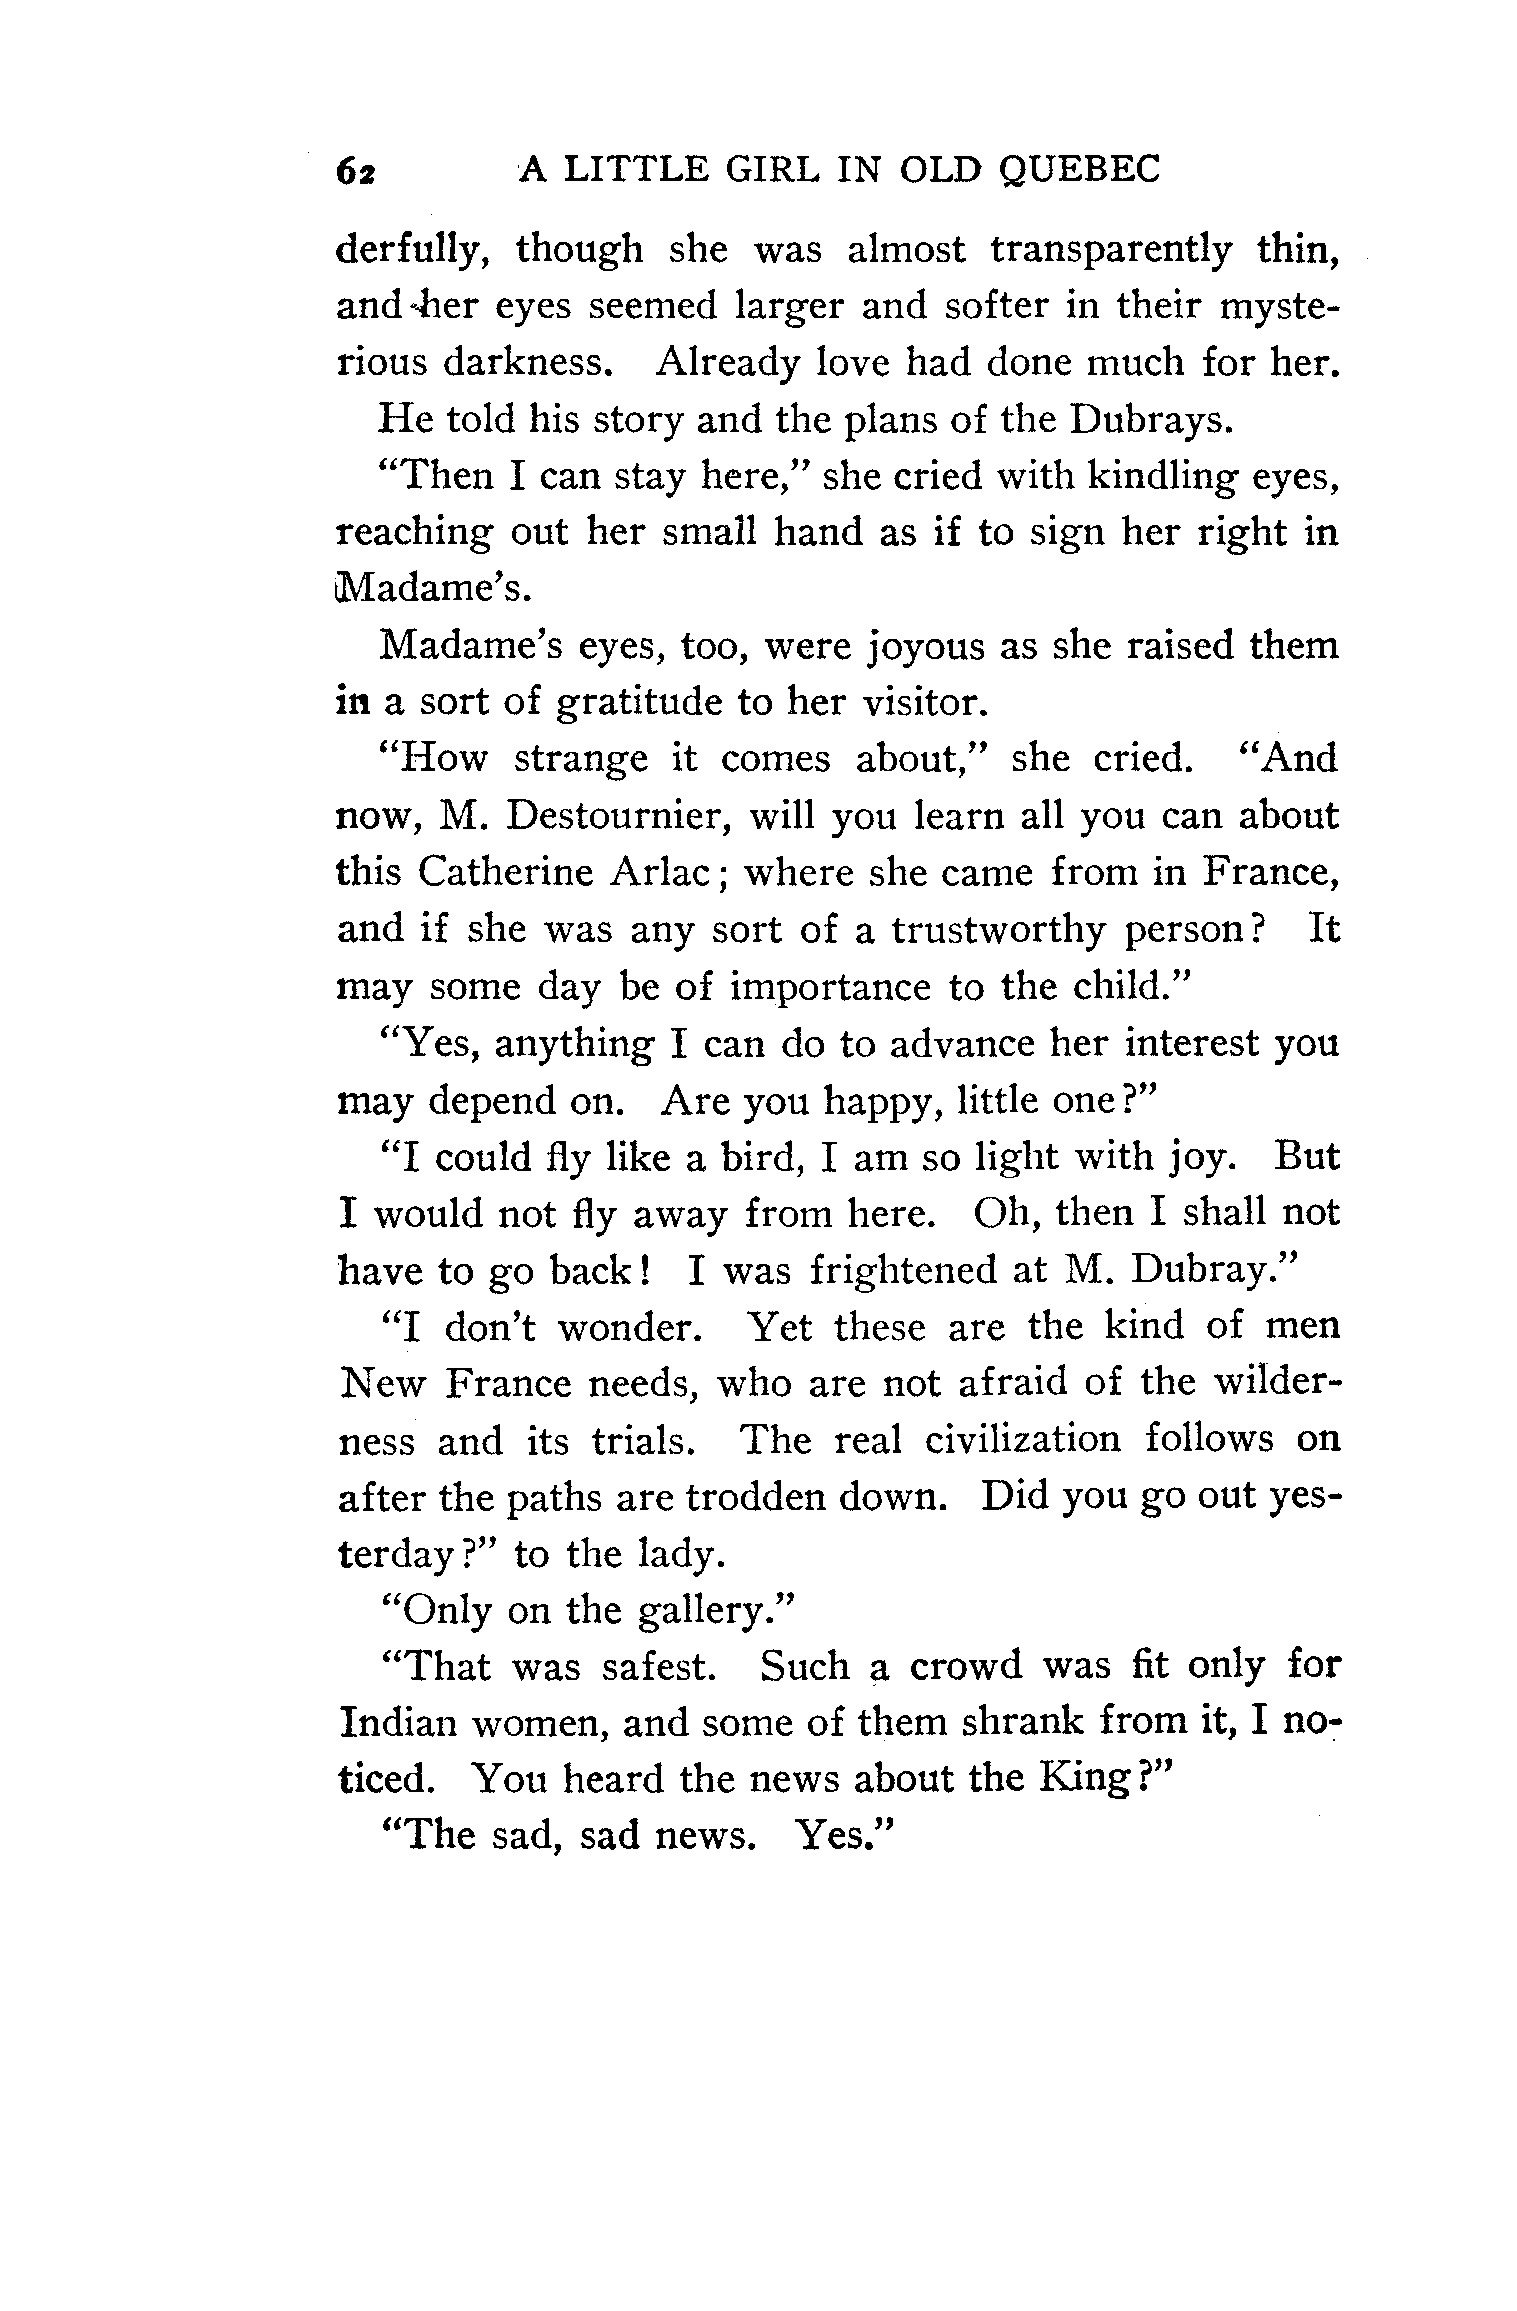 62 A LITTLE GIRL IN OLD QUEBEC
derfully, though she was almost transparently thin,
and her eyes seemed larger and softer in their myste-
rious darkness. Already love had done much for her.
He told his story and the plans of the Dubrays.
“Then I can stay here,” she cried with kindling eyes,
reaching out her small hand as if to sign her right in
Madame’s.
Madame’s eyes, too, were joyous as she raised them
in a sort of gratitude to her visitor.
“How strange it comes about,” she cried. “And
now, M. Destournier, will you learn all you can about
this Catherine Arlac; where she came from in France,
and if she was any sort of a trustworthy person? It
may some day be of importance to the child.”
“Yes, anything I can do to advance her interest you
may depend on. Are you happy, little one?”
“I could fly like a bird, I am so light with joy. But
I would not fly away from here. Oh, then I shall not
have to go back! I was frightened at M. Dubray.”
“I don’t wonder. Yet these are the kind of men
New France needs, who are not afraid of the wilder-
ness and its trials. The real civilization follows on
after the paths are trodden down. Did you go out yes-
terday?” to the lady.
“Only on the gallery.”
“That was safest. Such a crowd was fit only for
Indian women, and some of them shrank from it, I no-
ticed. You heard the news about the King?”
“The sad, sad news. Yes.”